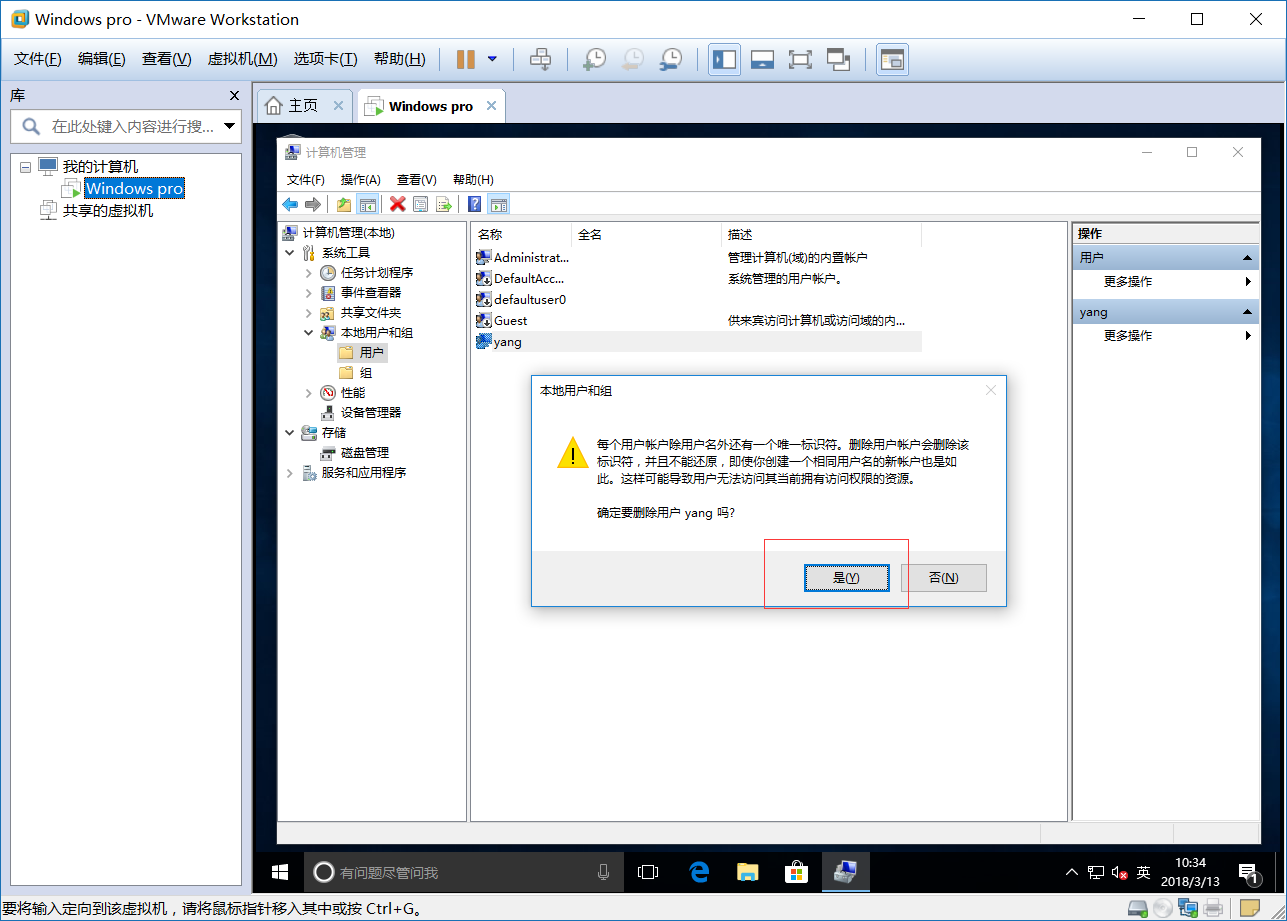 Windows pro - VMware Workstation
文件(F) 编辑(E) 查看(V) 虚拟机(M) 选项卡(T) 帮助(H)
库
在此处键入内容进行搜...
我的计算机
Windows pro
共享的虚拟机
主页
Windows pro
计算机管理
文件(F) 操作(A) 查看(V) 帮助(H)
计算机管理(本地)
系统工具
任务计划程序
事件查看器
共享文件夹
本地用户和组
用户
组
性能
设备管理器
存储
磁盘管理
服务和应用程序
名称 全名 描述
Administrat... 管理计算机(域)的内置帐户
DefaultAcc... 系统管理的用户帐户。
defaultuser0
Guest 供来宾访问计算机或访问域的内...
yang
操作
用户
更多操作
yang
更多操作
本地用户和组
每个用户帐户除用户名外还有一个唯一标识符。删除用户帐户会删除该
标识符，并且不能还原，即使你创建一个相同用户名的新帐户也是如
此。这样可能导致用户无法访问其当前拥有访问权限的资源。
确定要删除用户 yang 吗?
是(Y) 否(N)
有问题尽管问我
英
10:34
2018/3/13
1
要将输入定向到该虚拟机，请将鼠标指针移入其中或按 Ctrl+G。